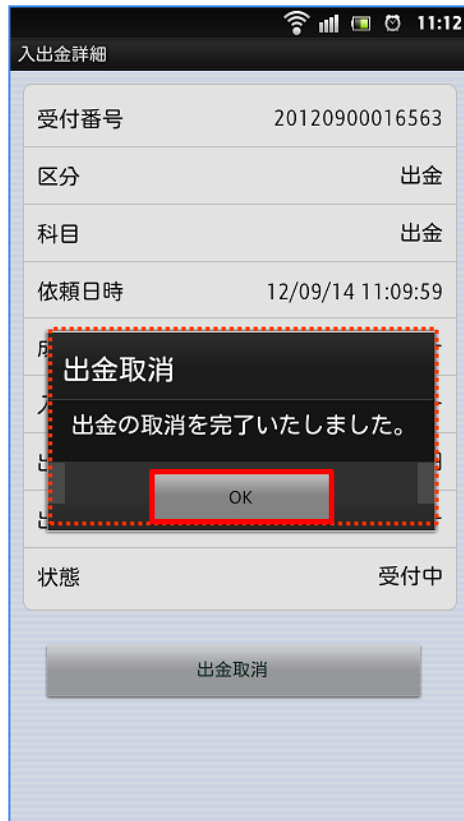 11:12
入出金詳細
受付番号 20120900016563
区分 出金
科目 出金
依頼日時 12/09/14 11:09:59
出金取消
出金の取消を完了いたしました。
OK
状態 受付中
出金取消